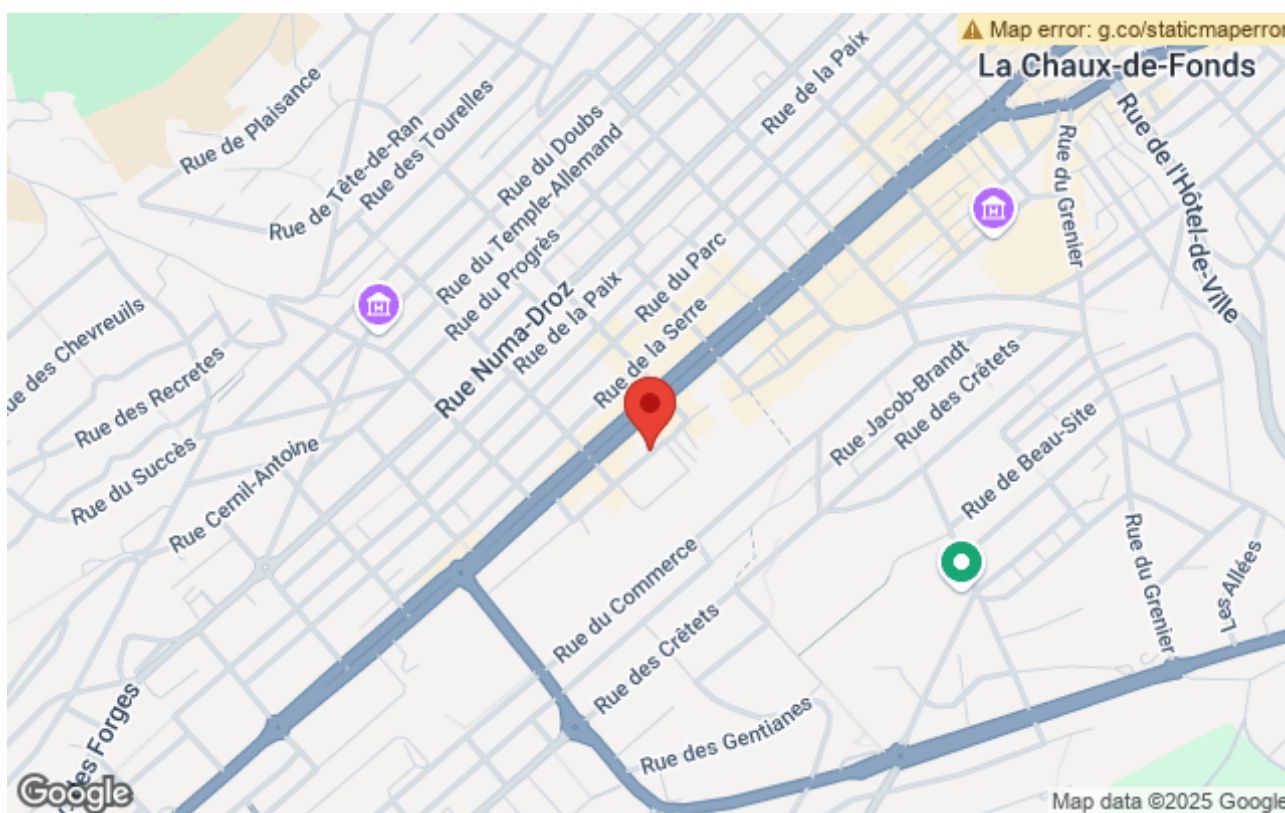 Map error: g.co/staticmaperror
La Chaux-de-Fonds
Rue de la Paix
Rue de Plaisance
Rue de Tête-de-Ran
Rue des Tourelles
Rue du Doubs
Rue du Temple-Allemand
Rue du Progrès
Rue de l'Hôtel-de-Ville
Rue du Grenier
Rue du Parc
Rue de la Serre
Rue Numa-Droz
Rue de la Paix
ue des Chevreuils
Rue des Recretes
Rue du Succès
Rue Cernil-Antoine
Rue Jacob-Brandt
Rue des Crêtets
Rue de Beau-Site
Rue du Commerce
Rue des Crêtets
Rue du Grenier
Les Allées
Rue des Gentianes
des Forges
Google
Map data ©2025 Google